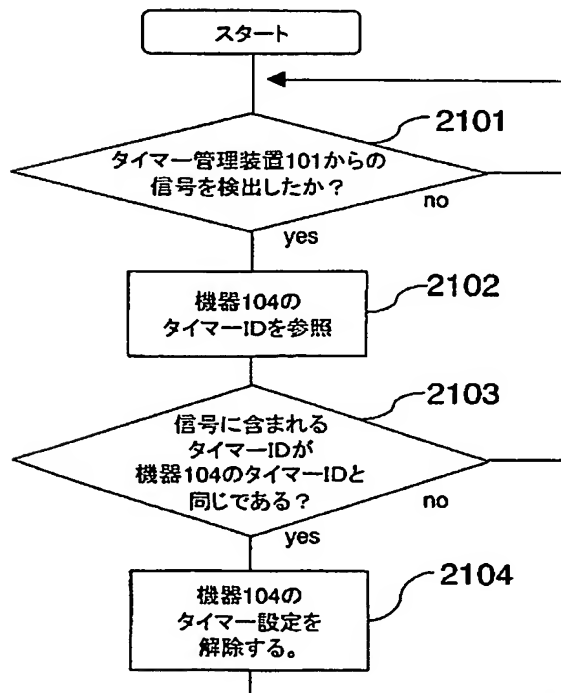 スタート
2101
タイマー管理装置101からの
信号を検出したか？
no
yes
2102
機器104の
タイマーIDを参照
2103
信号に含まれる
タイマーIDが
機器104のタイマーIDと
同じである？
no
yes
2104
機器104の
タイマー設定を
解除する。